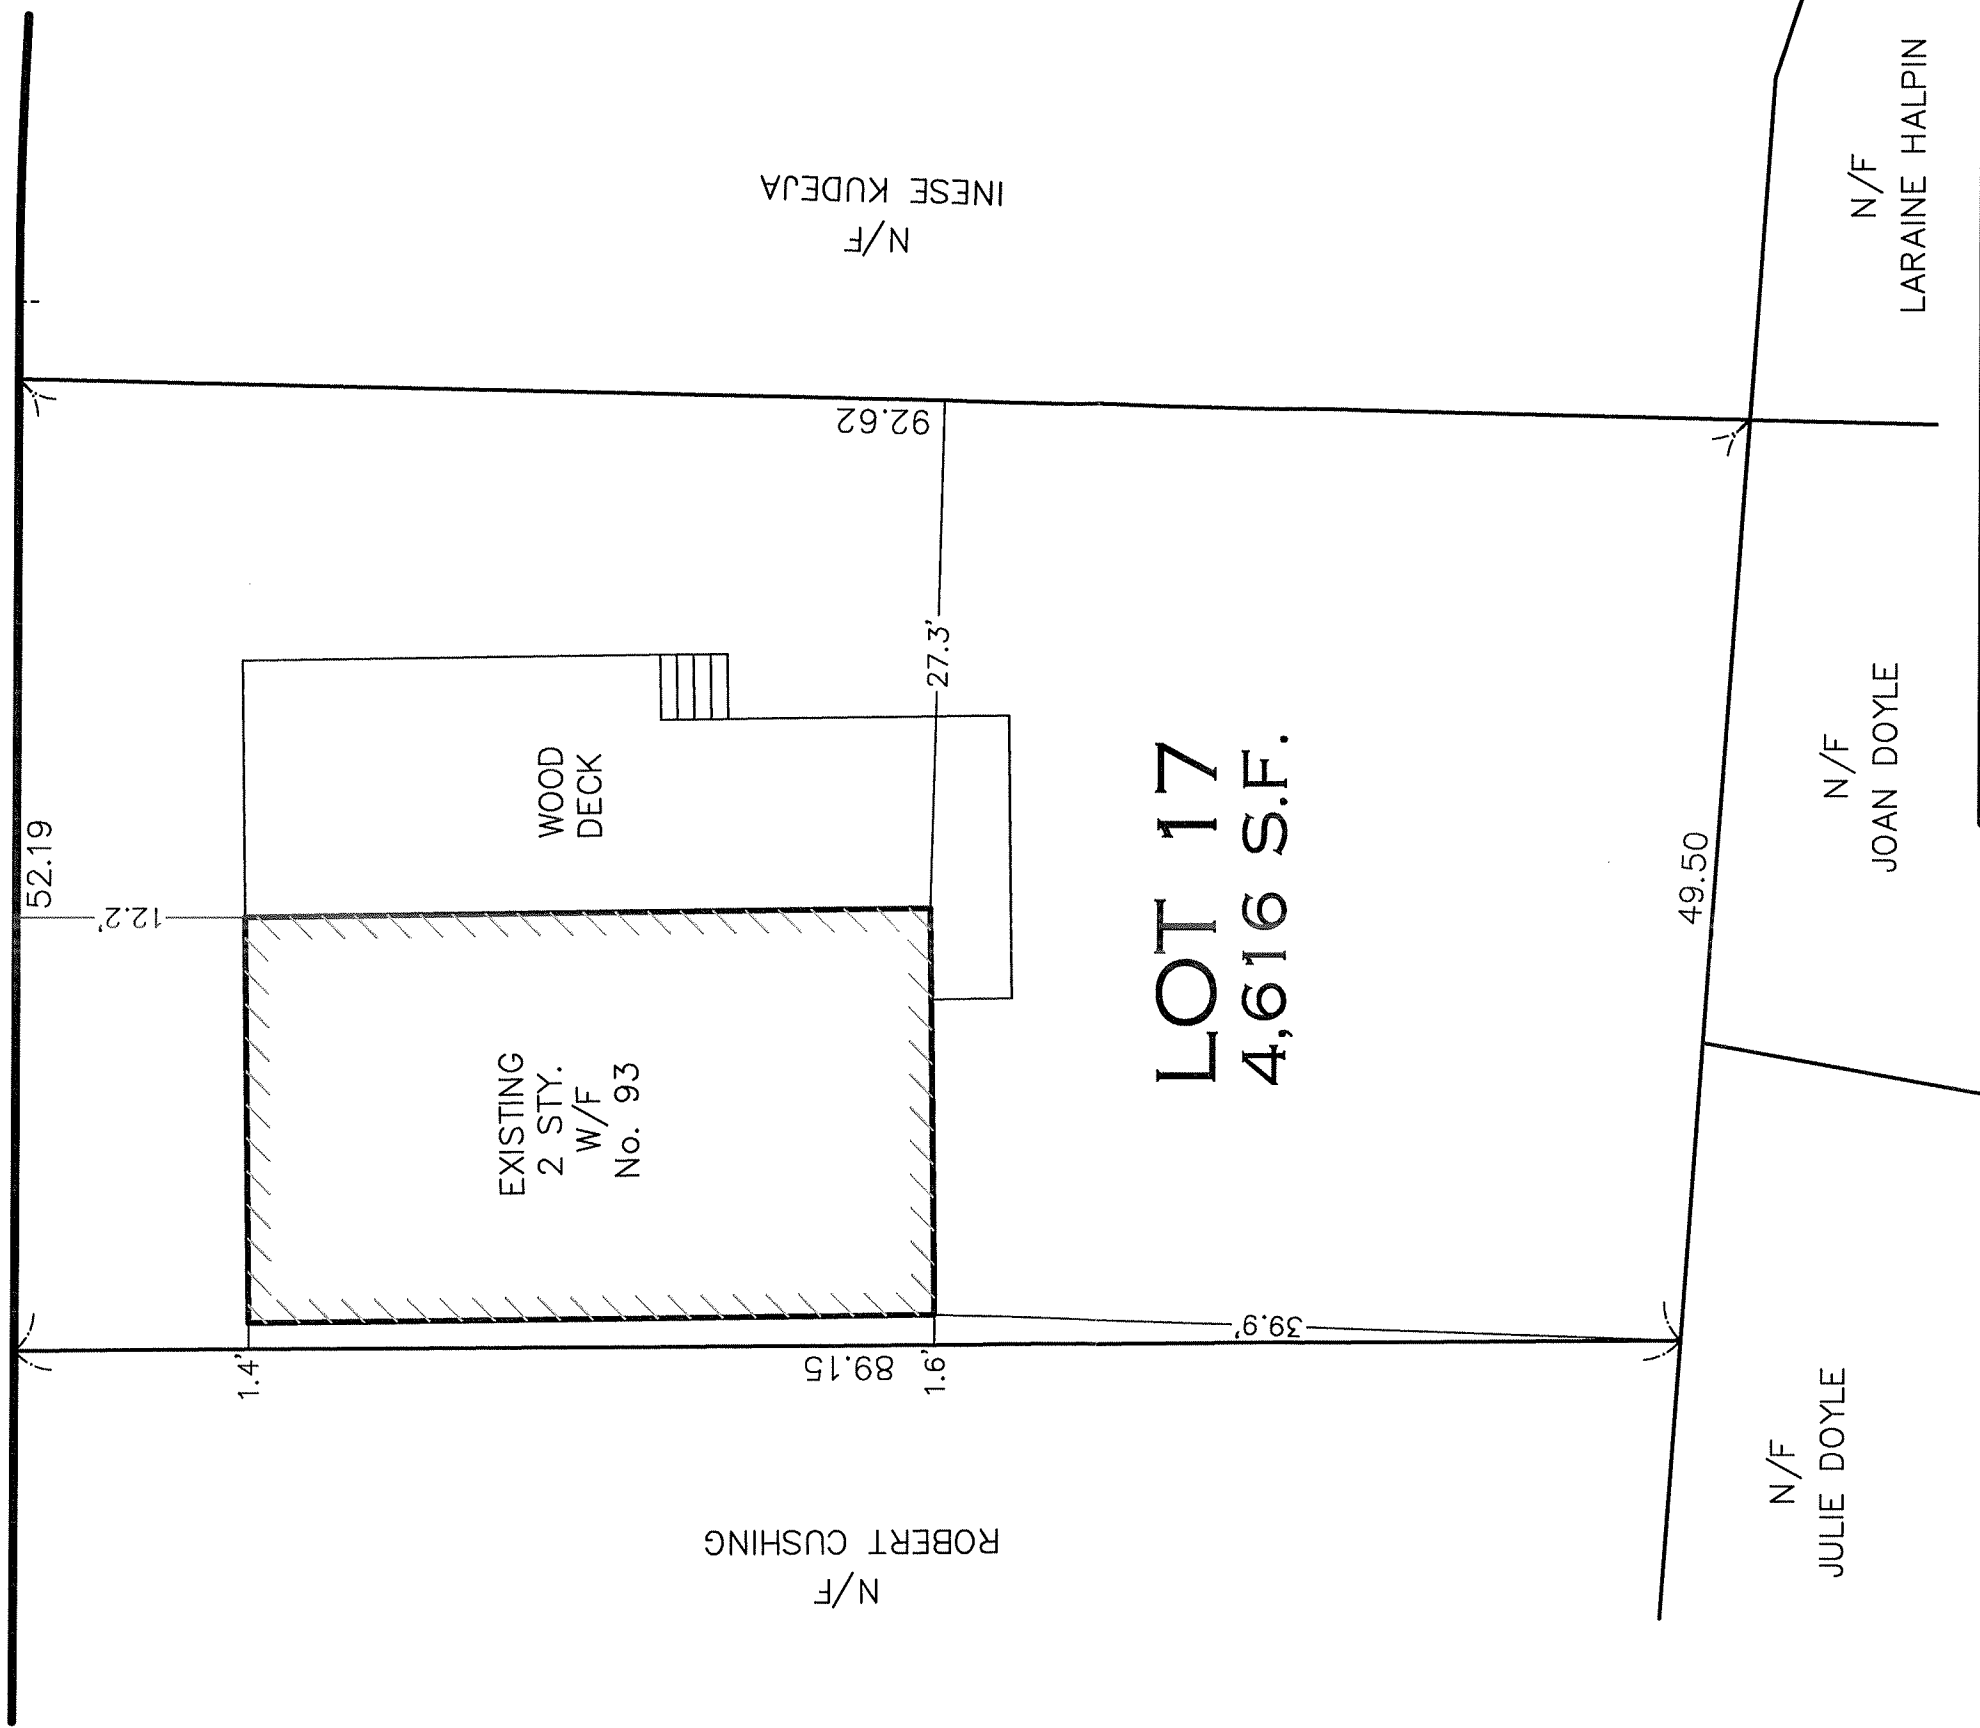 52.19
12.2'
N/F
INESE KUDEJA
92.62
27.3'
WOOD
DECK
EXISTING
2 STY.
W/F
No. 93
LOT 17
4,616 S.F.
1.4'
89.15
1.6'
39.9'
49.50
N/F
ROBERT CUSHING
N/F
JULIE DOYLE
N/F
JOAN DOYLE
N/F
LARAINE HALPIN